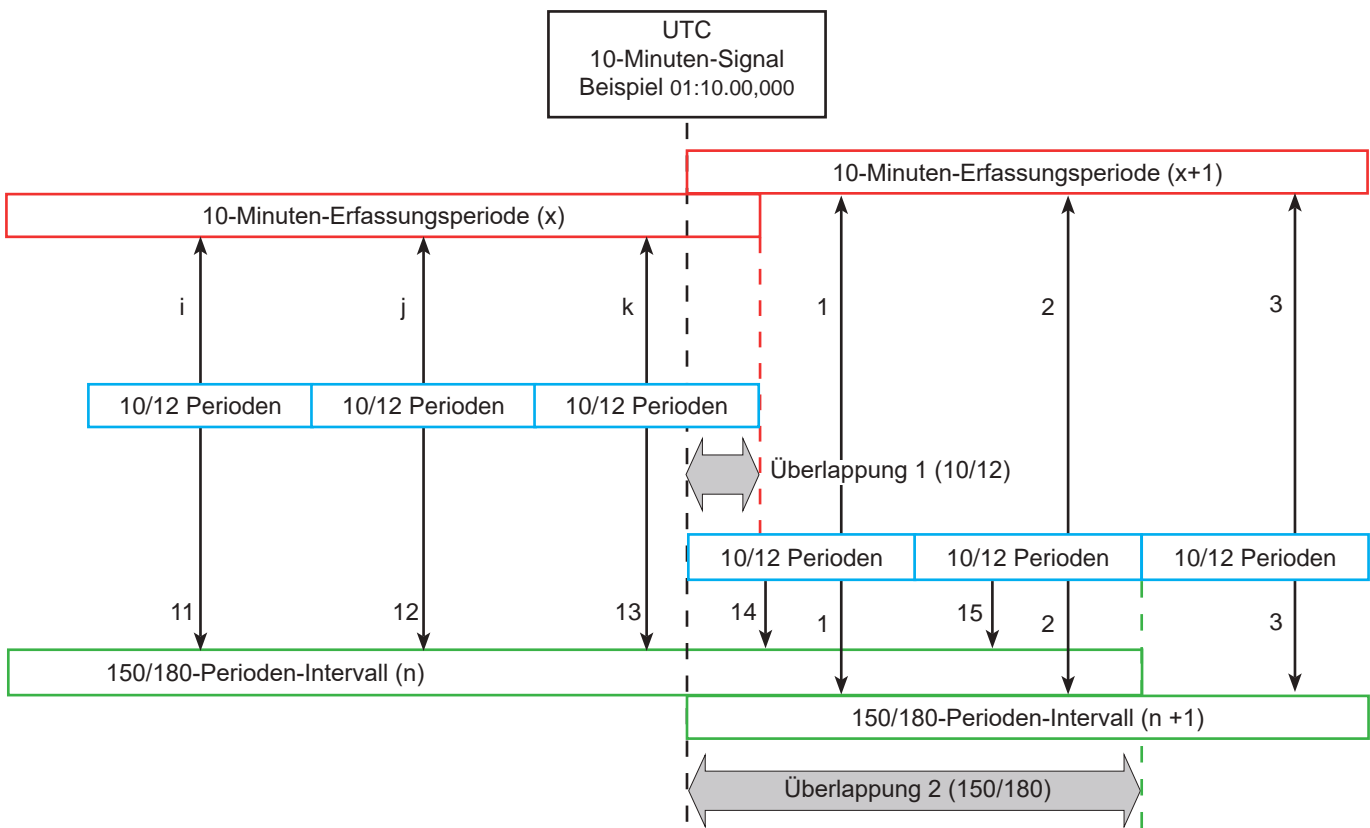 UTC
10-Minuten-Signal
Beispiel 01:10.00,000
10-Minuten-Erfassungsperiode (x+1)
10-Minuten-Erfassungsperiode (x)
i
j
k
1
2
3
10/12 Perioden
10/12 Perioden
10/12 Perioden
Überlappung 1 (10/12)
10/12 Perioden
10/12 Perioden
10/12 Perioden
11
12
13
14
1
15
2
3
150/180-Perioden-Intervall (n)
150/180-Perioden-Intervall (n +1)
Überlappung 2 (150/180)